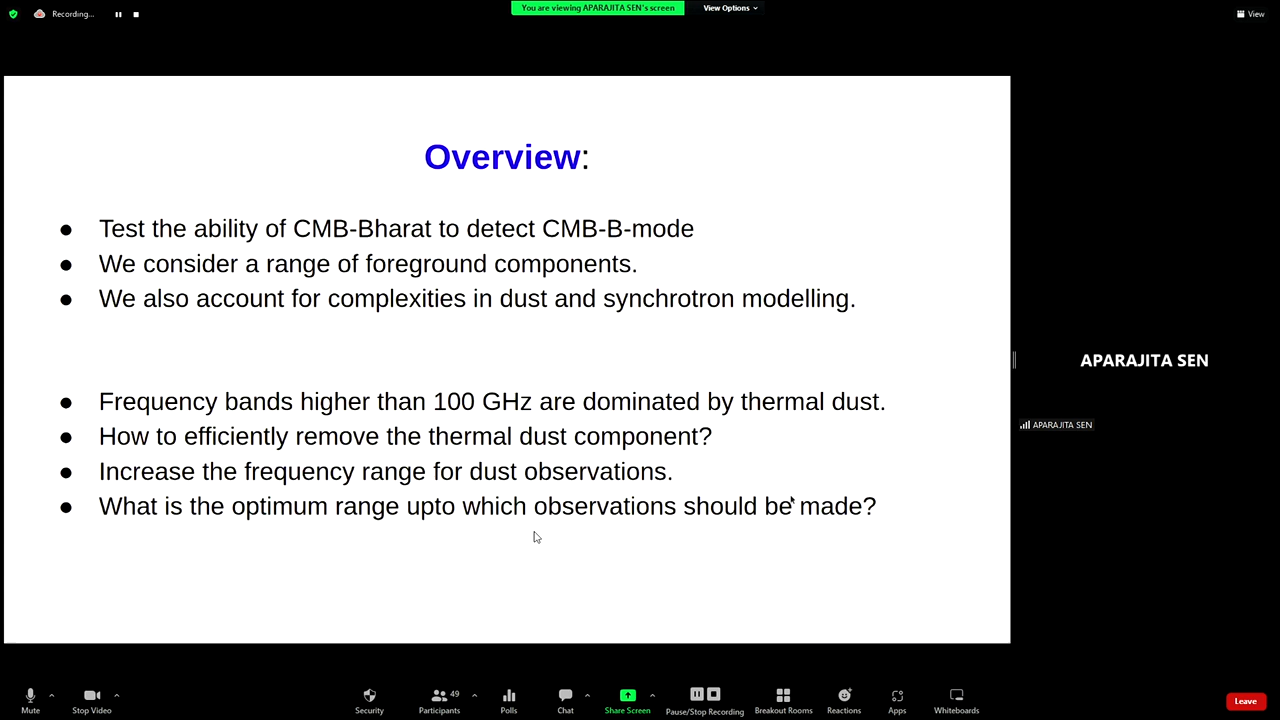 Recording...
You are viewing APARAJITA SEN's screen
View Options
View
Overview:
● Test the ability of CMB-Bharat to detect CMB-B-mode
● We consider a range of foreground components.
● We also account for complexities in dust and synchrotron modelling.
● Frequency bands higher than 100 GHz are dominated by thermal dust.
● How to efficiently remove the thermal dust component?
● Increase the frequency range for dust observations.
● What is the optimum range upto which observations should be made?
APARAJITA SEN
APARAJITA SEN
Mute
Stop Video
Security
Participants 49
Polls
Chat
Share Screen
Pause/Stop Recording
Breakout Rooms
Reactions
Apps
Whiteboards
Leave